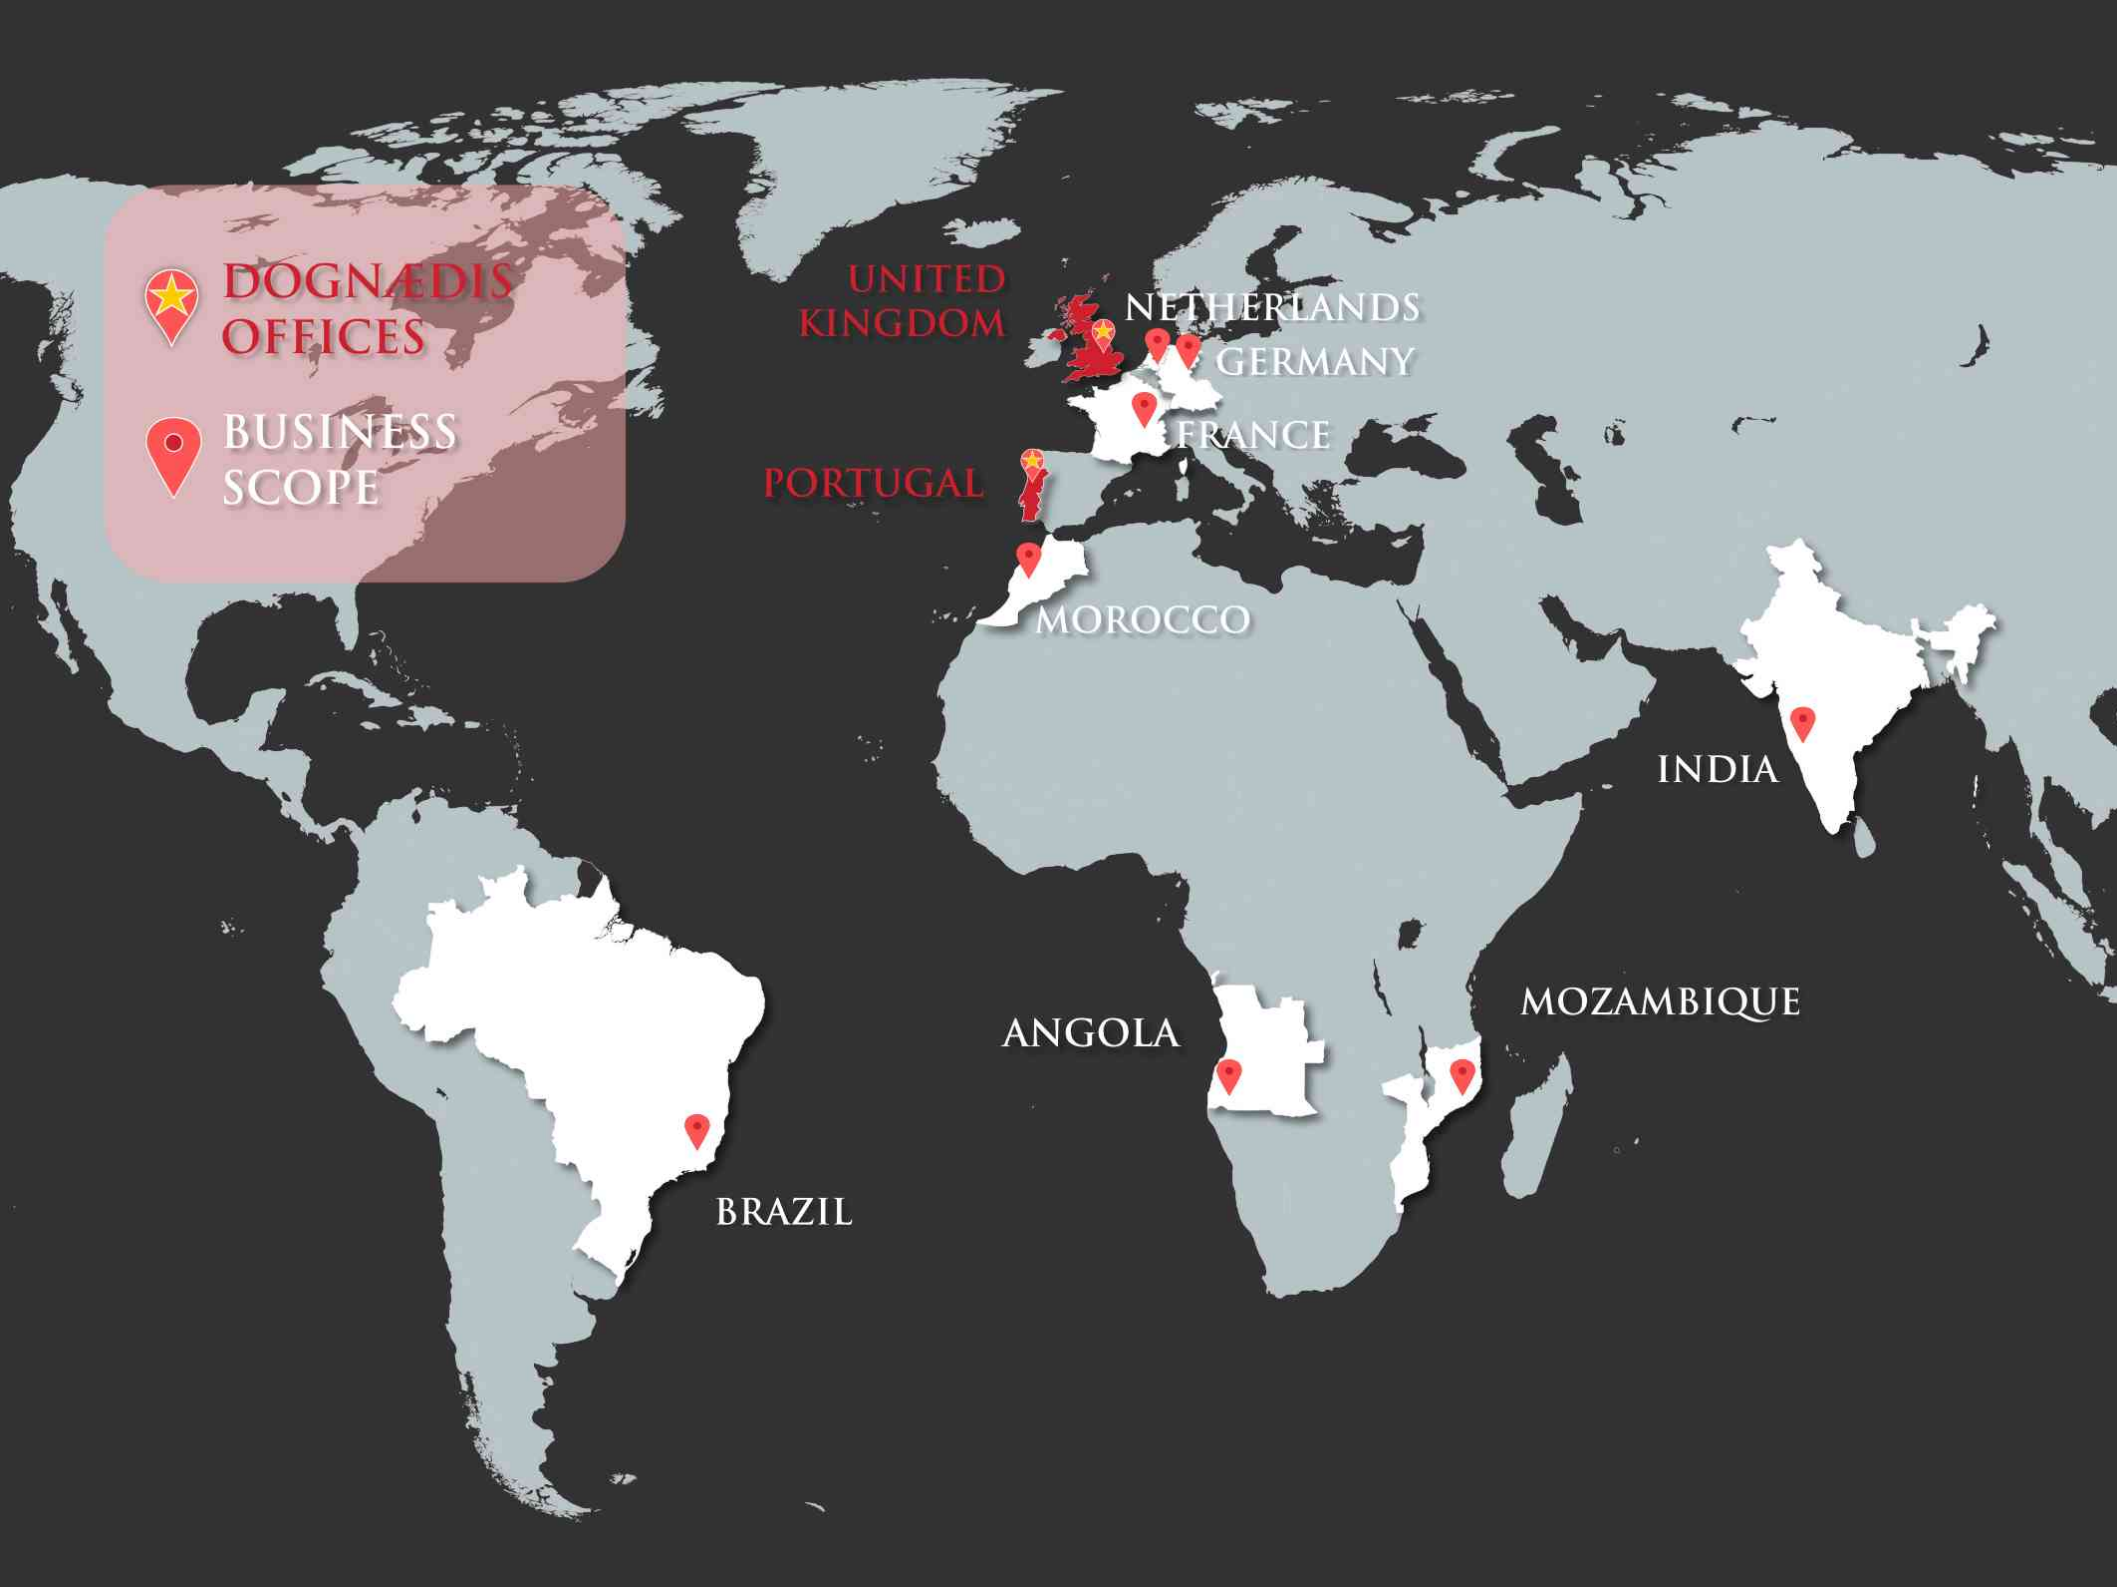 DOGNÆDIS
OFFICES
BUSINESS
SCOPE
UNITED
KINGDOM
NETHERLANDS
GERMANY
FRANCE
PORTUGAL
MOROCCO
INDIA
MOZAMBIQUE
ANGOLA
BRAZIL